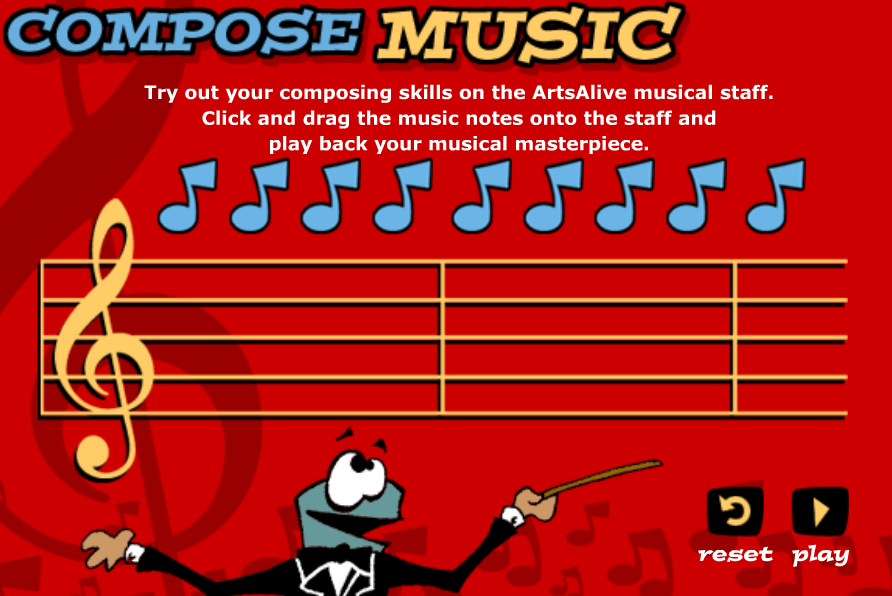 COMPOSE MUSIC
Try out your composing skills on the ArtsAlive musical staff.
Click and drag the music notes onto the staff and
play back your musical masterpiece.
reset play